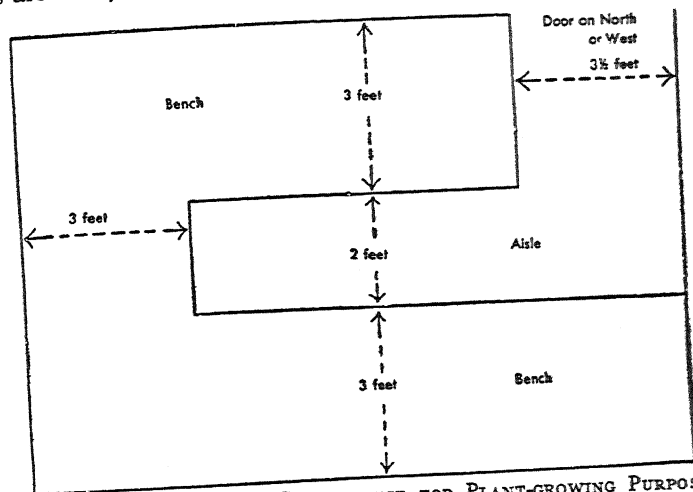 Door on North
or West
3½ feet
Bench
3 feet
3 feet
2 feet
Aisle
3 feet
Bench
FOR PLANT-GROWING